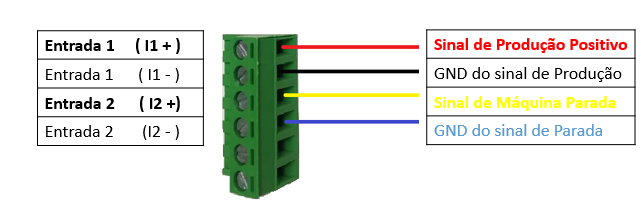 Entrada 1 ( I1 + ) Sinal de Produção Positivo
Entrada 1 ( I1 - ) GND do sinal de Produção
Entrada 2 ( I2 +) Sinal de Máquina Parada
Entrada 2 (I2 - ) GND do sinal de Parada